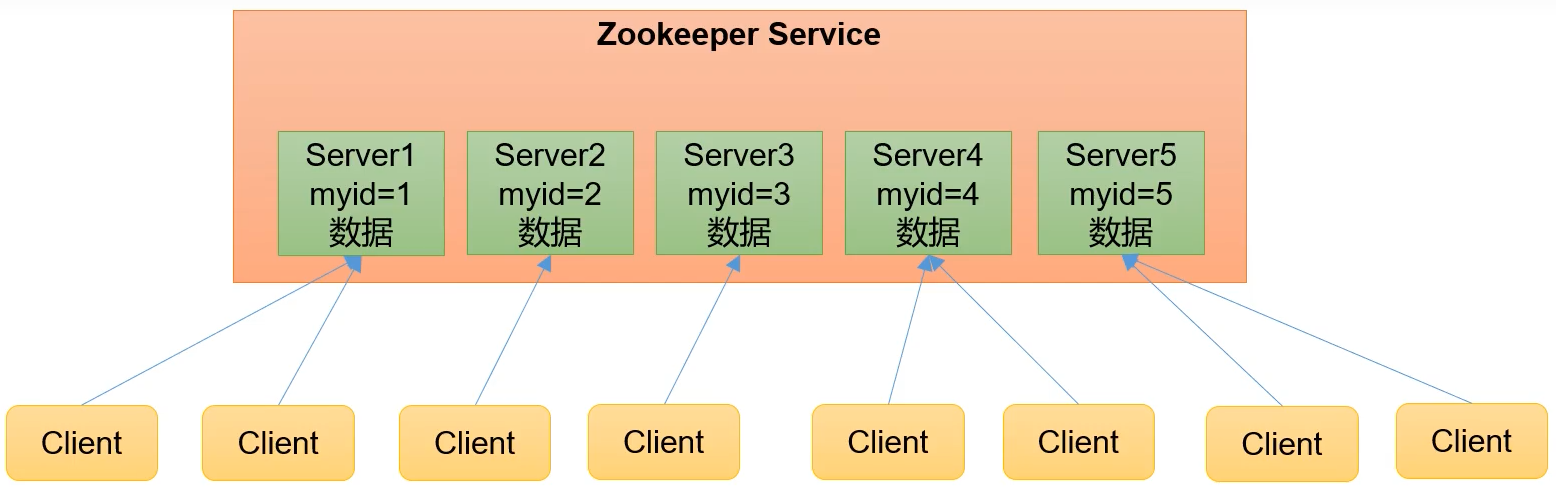 Zookeeper Service
Server1
myid=1
数据
Server2
myid=2
数据
Server3
myid=3
数据
Server4
myid=4
数据
Server5
myid=5
数据
Client
Client
Client
Client
Client
Client
Client
Client